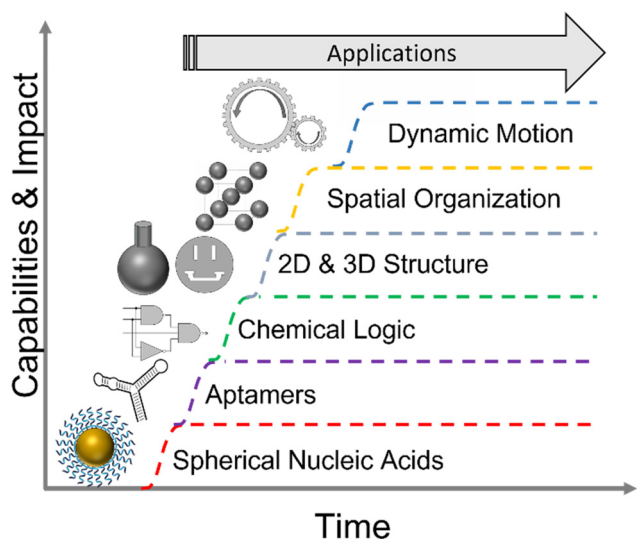 Applications
Dynamic Motion
Spatial Organization
2D & 3D Structure
Chemical Logic
Aptamers
Spherical Nucleic Acids
Capabilities & Impact
Time